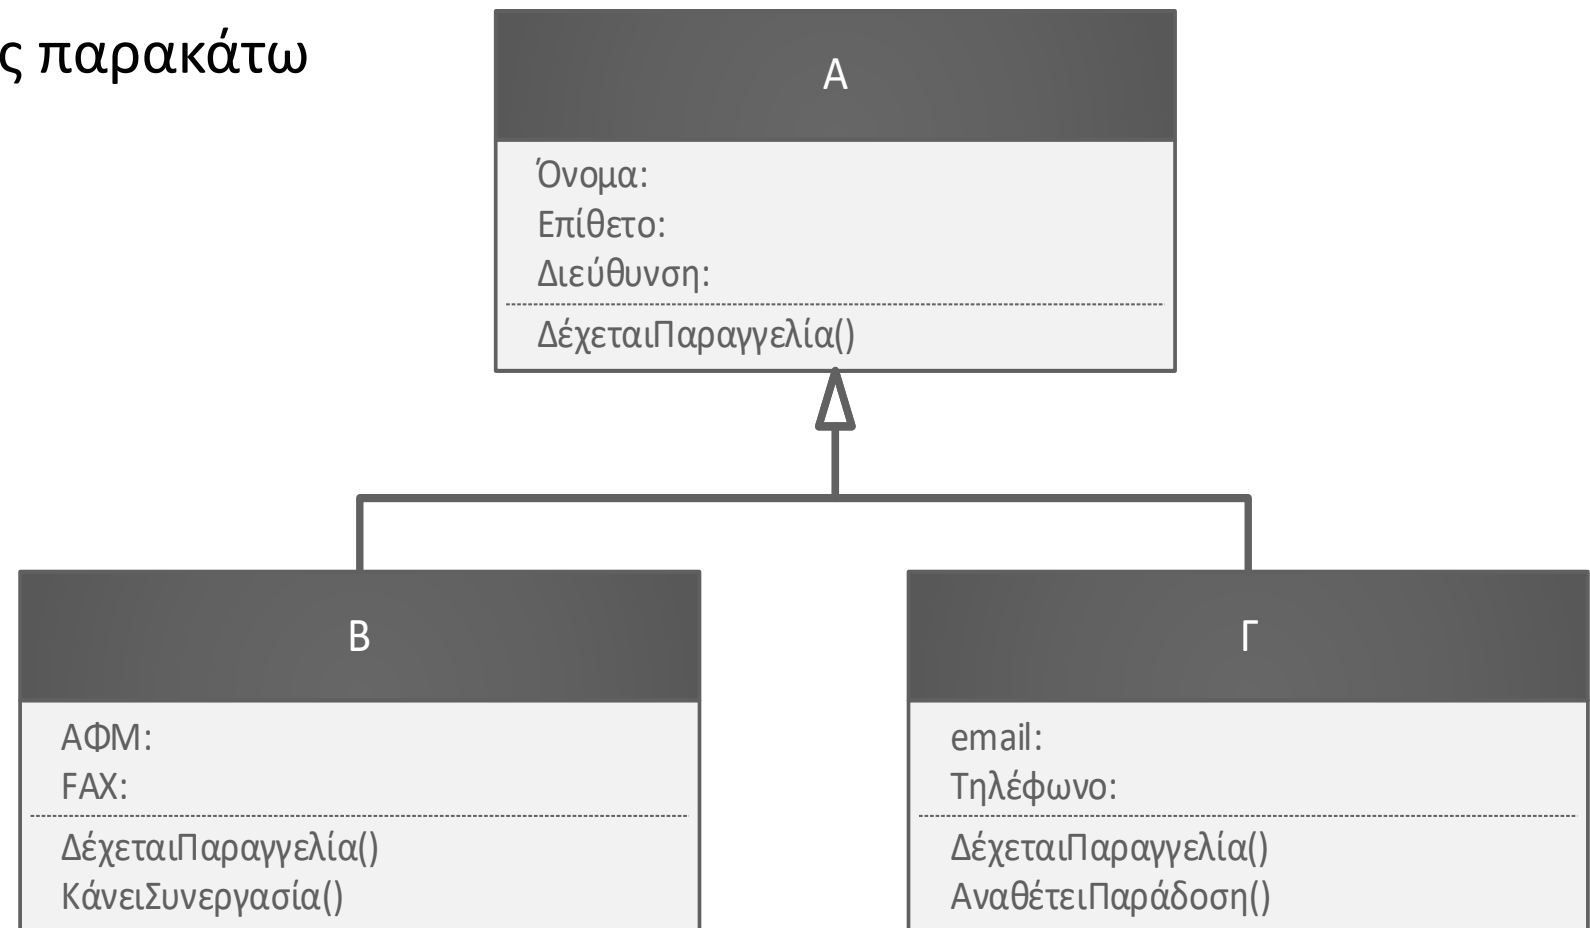 ς παρακάτω
Α
Όνομα:
Επίθετο:
Διεύθυνση:
ΔέχεταιΠαραγγελία()
Β
ΑΦΜ:
FAX:
ΔέχεταιΠαραγγελία()
ΚάνειΣυνεργασία()
Γ
email:
Τηλέφωνο:
ΔέχεταιΠαραγγελία()
ΑναθέτειΠαράδοση()